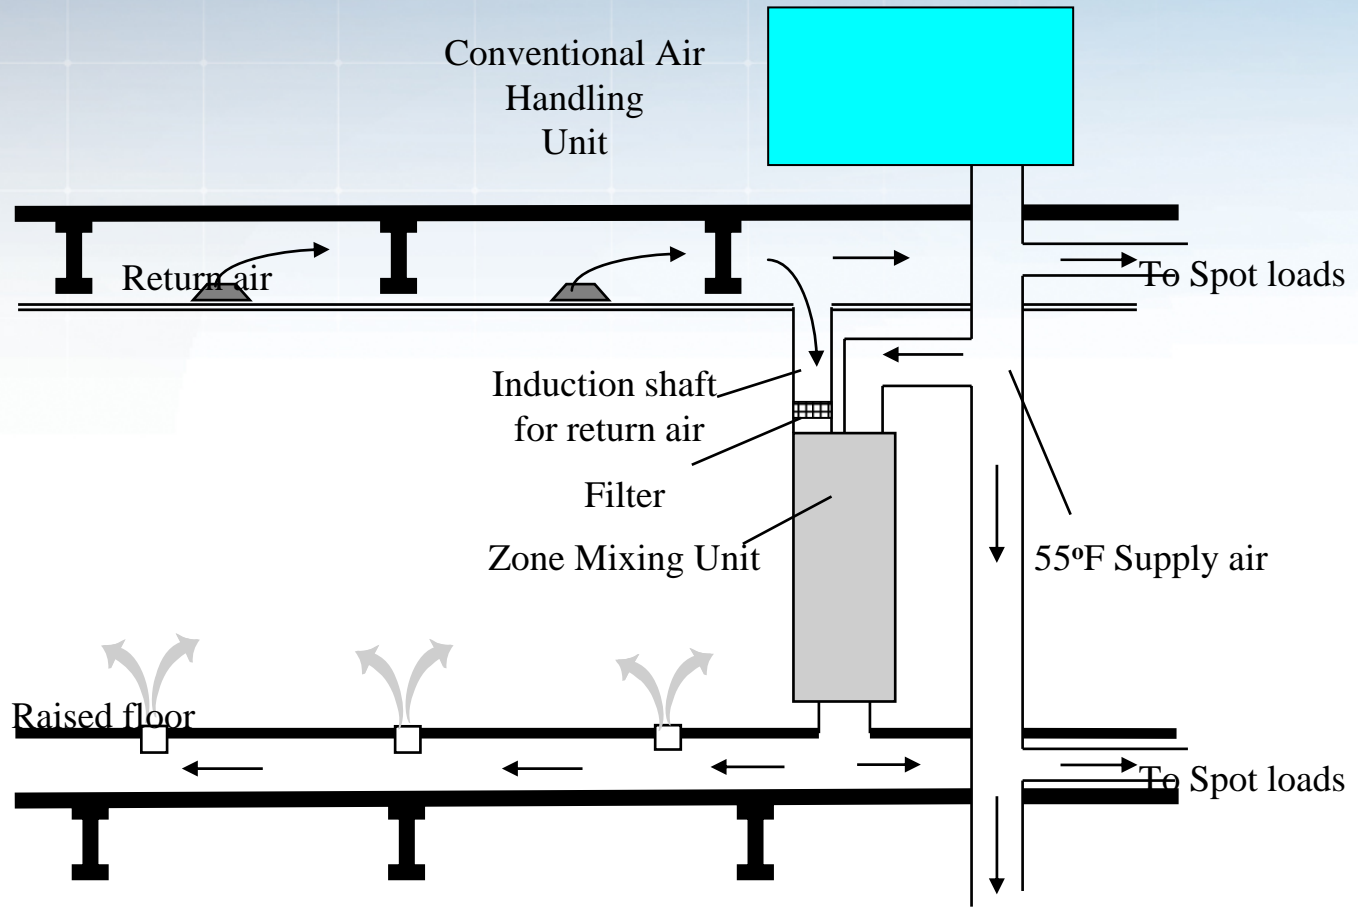 Conventional Air
Handling
Unit
Return air
To Spot loads
Induction shaft
for return air
Filter
Zone Mixing Unit
55°F Supply air
Raised floor
To Spot loads